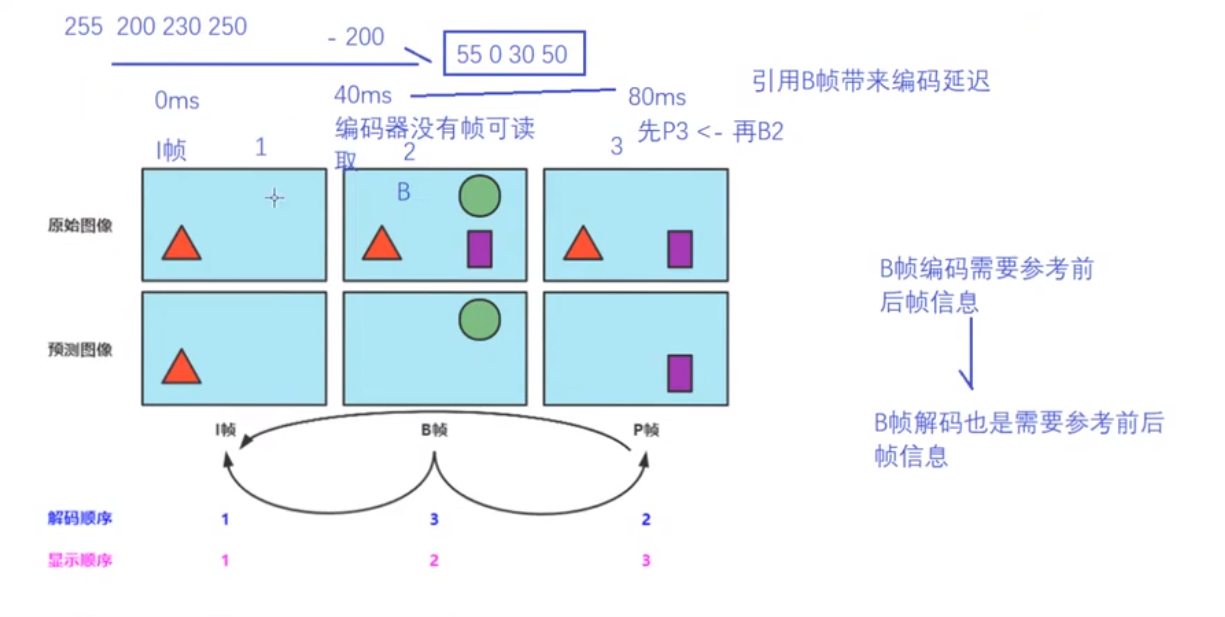 255 200 230 250
- 200
55 0 30 50
引用B帧带来编码延迟
0ms
40ms
80ms
编码器没有帧可读
取
先P3 <- 再B2
I帧
1
2
3
B
原始图像
B帧编码需要参考前
后帧信息
预测图像
I帧
B帧
P帧
B帧解码也是需要参考前后
帧信息
解码顺序 1 3 2
显示顺序 1 2 3